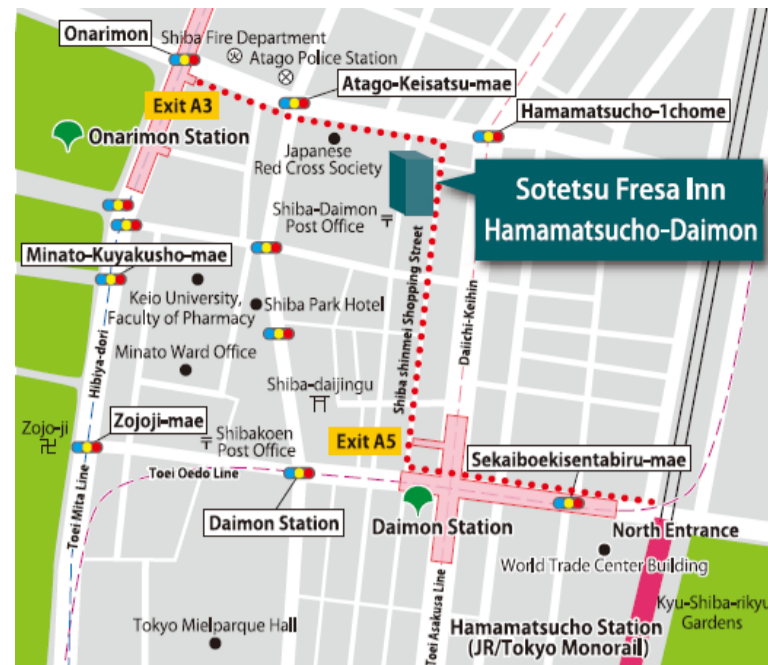 Onarimon
Shiba Fire Department
Atago Police Station
Atago-Keisatsu-mae
Exit A3
Hamamatsucho-1chome
Onarimon Station
Japanese
Red Cross Society
Sotetsu Fresa Inn
Hamamatsucho-Daimon
Shiba-Daimon
Post Office
Minato-Kuyakusho-mae
Keio University,
Faculty of Pharmacy
Shiba Park Hotel
Shiba shinmei Shopping Street
Daiichi-Keihin
Minato Ward Office
Hibiya-dori
Shiba-daijingu
Zojo-ji
卍
Zojoji-mae
〒
Shibakoen
Post Office
Exit A5
Sekaiboekisentabiru-mae
Toei Oedo Line
Toei Mita Line
Daimon Station
Daimon Station
North Entrance
World Trade Center Building
Toei Asakusa Line
Kyu-Shiba-rikyu
Gardens
Tokyo Mielparque Hall
Hamamatsucho Station
(JR/Tokyo Monorail)